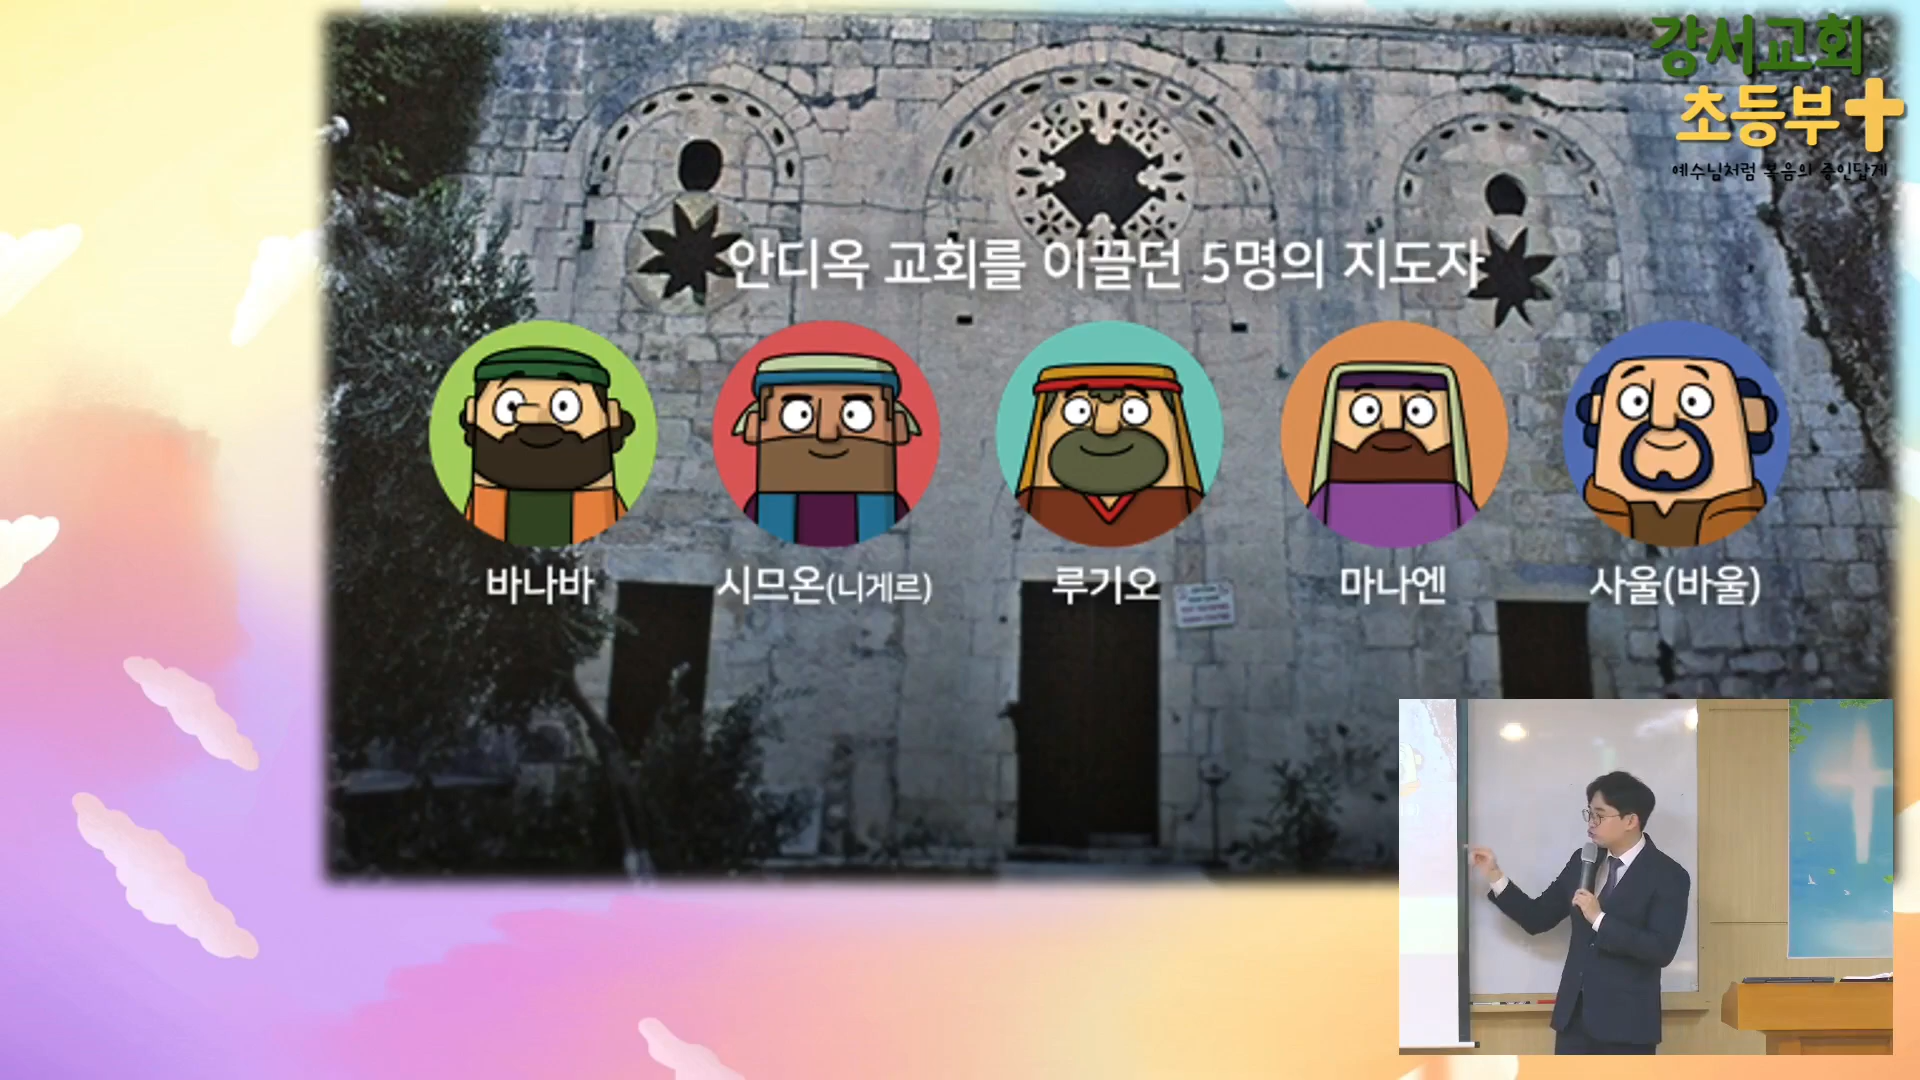 강서교회
초등부
예수님처럼 복음의 증인답게
안디옥 교회를 이끌던 5명의 지도자
바나바
시므온(니게르)
루기오
마나엔
사울(바울)